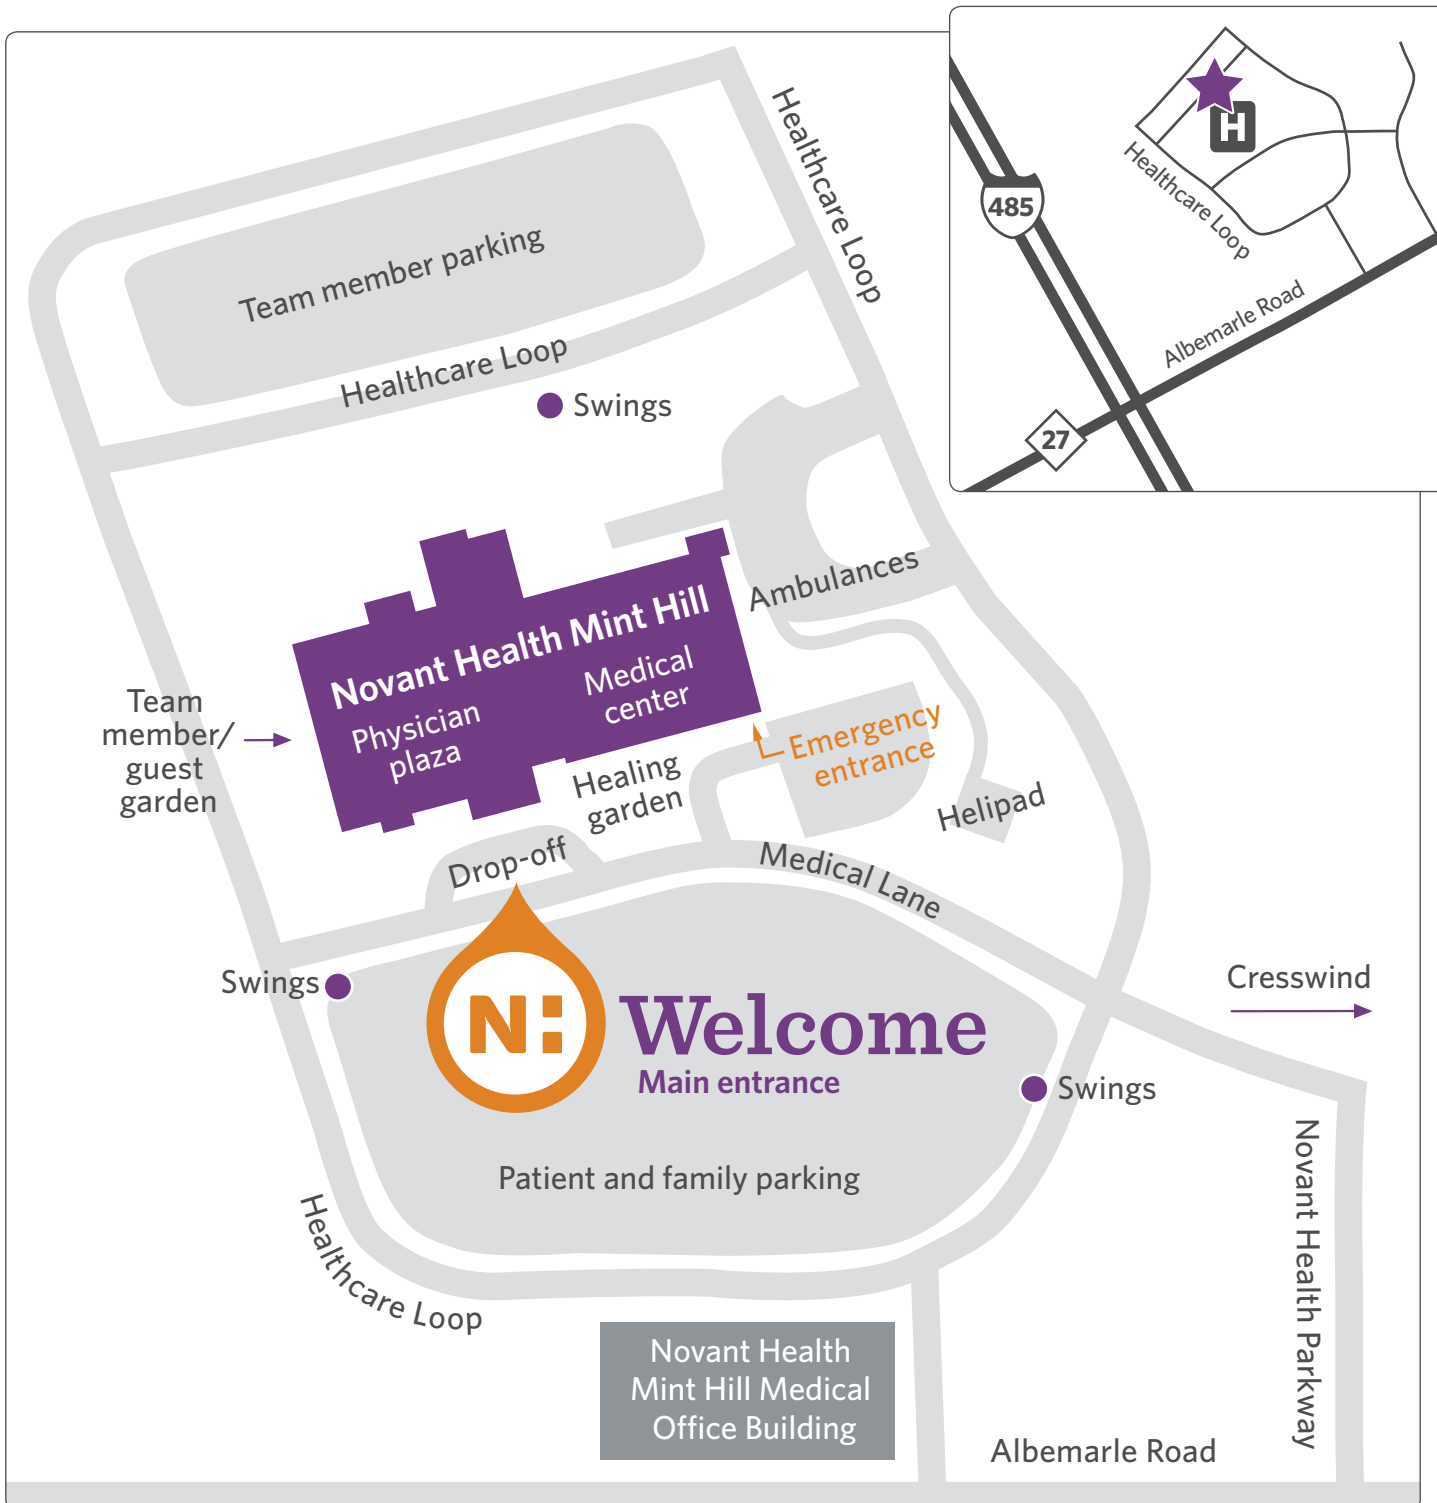 Healthcare Loop
Team member parking
Healthcare Loop
Swings
485
H
Healthcare Loop
Albemarle Road
27
Ambulances
Novant Health Mint Hill
Medical
center
Physician
plaza
Team
member/
guest
garden
Emergency
entrance
Healing
garden
Helipad
Drop-off
Medical Lane
Swings
N:
Welcome
Main entrance
Cresswind
Swings
Patient and family parking
Healthcare Loop
Novant Health Parkway
Novant Health
Mint Hill Medical
Office Building
Albemarle Road